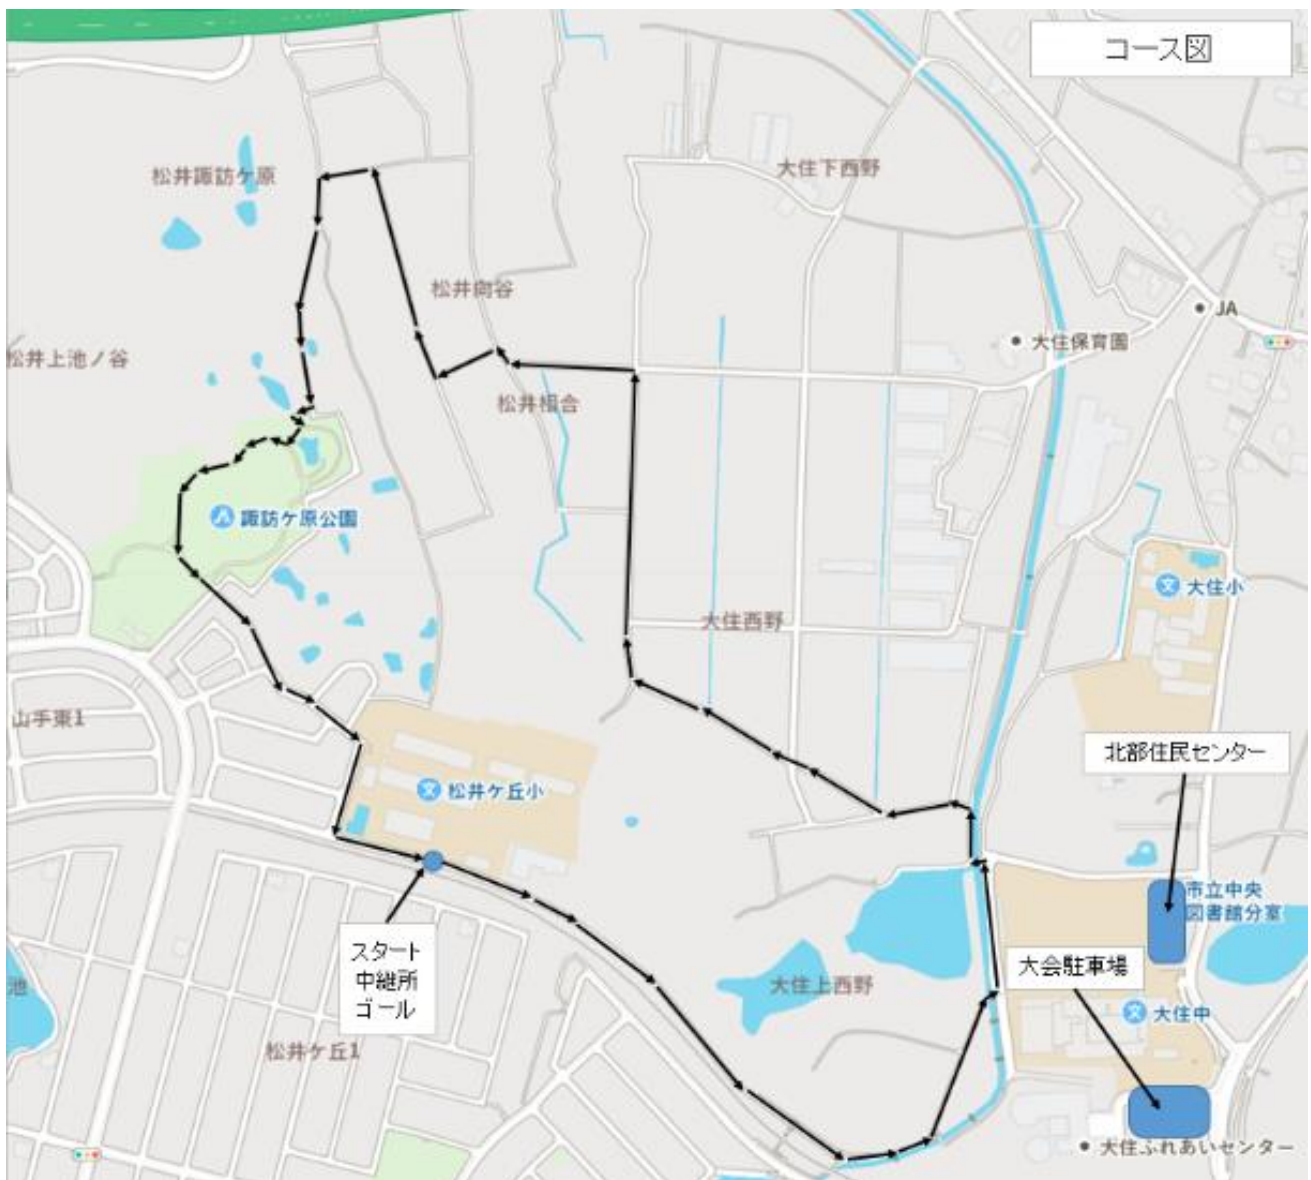 コース図
松井諏訪ケ原
大住下西野
松井向谷
JA
大住保育園
松井上池ノ谷
松井相合
諏訪ケ原公園
文 大住小
大住西野
山手東1
北部住民センター
文 松井ケ丘小
市立中央
図書館分室
スタート
中継所
ゴール
大会駐車場
池
大住上西野
文 大住中
松井ケ丘1
大住ふれあいセンター